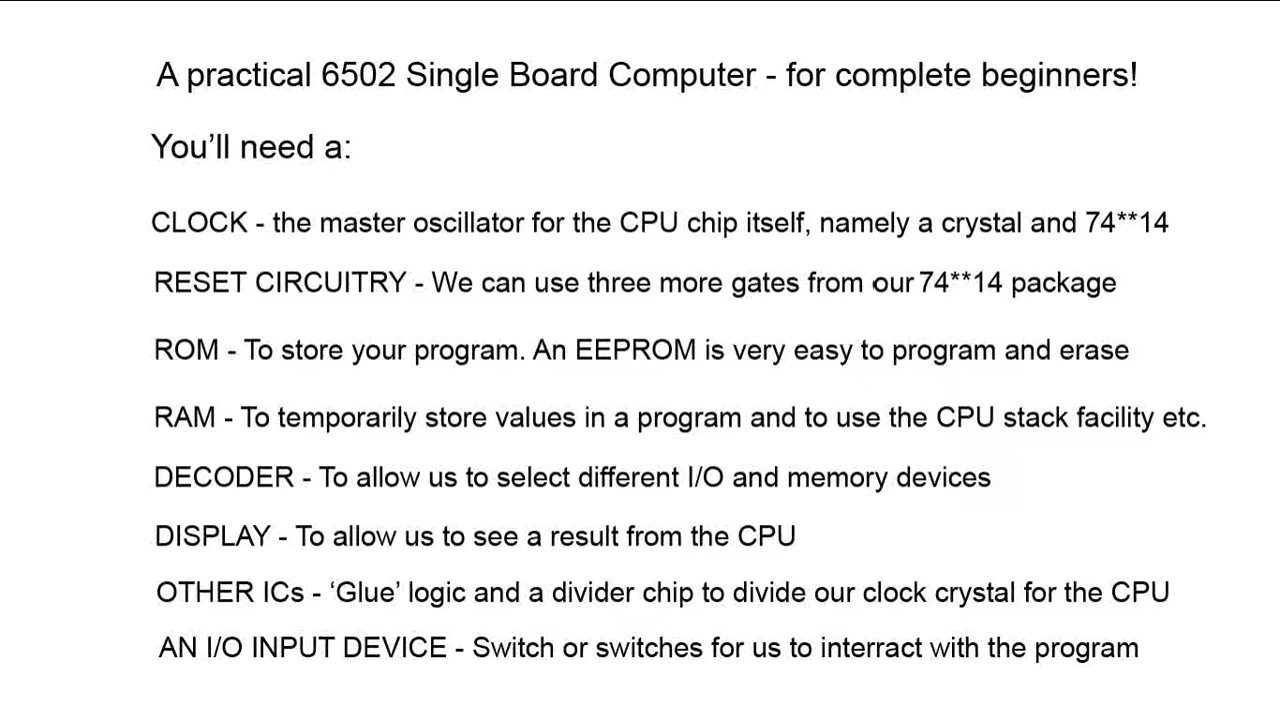 A practical 6502 Single Board Computer - for complete beginners!
You’ll need a:
CLOCK - the master oscillator for the CPU chip itself, namely a crystal and 74**14
RESET CIRCUITRY - We can use three more gates from our 74**14 package
ROM - To store your program. An EEPROM is very easy to program and erase
RAM - To temporarily store values in a program and to use the CPU stack facility etc.
DECODER - To allow us to select different I/O and memory devices
DISPLAY - To allow us to see a result from the CPU
OTHER ICs - ‘Glue’ logic and a divider chip to divide our clock crystal for the CPU
AN I/O INPUT DEVICE - Switch or switches for us to interract with the program